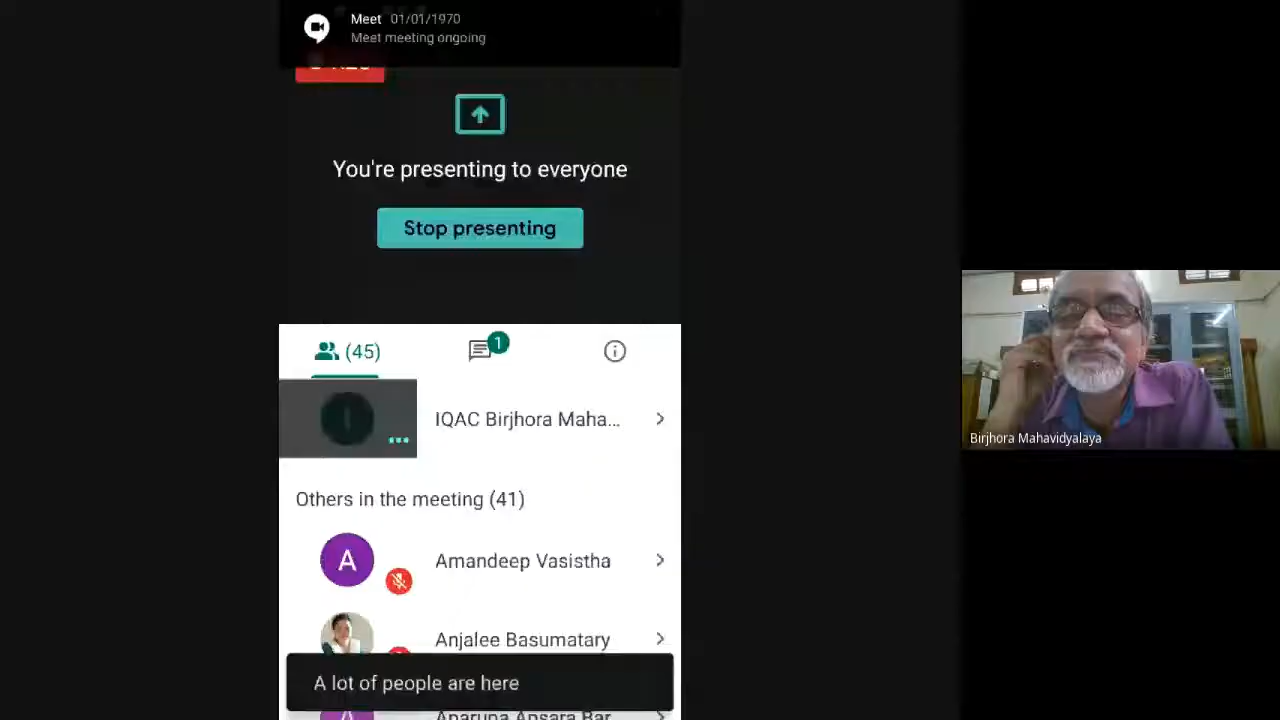 Meet 01/01/1970
Meet meeting ongoing
You're presenting to everyone
Stop presenting
(45)
1
IQAC Birjhora Maha...
Others in the meeting (41)
A
Amandeep Vasistha
Anjalee Basumatary
A lot of people are here
Birjhora Mahavidyalaya